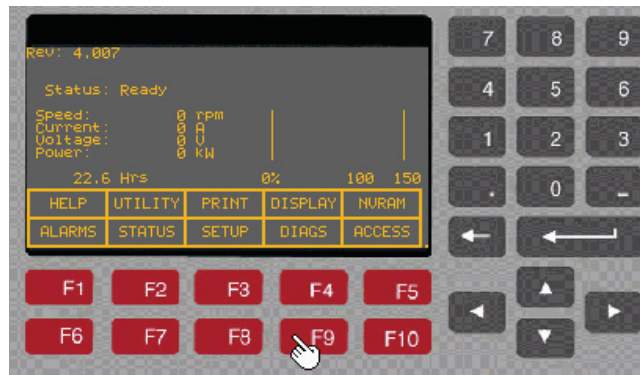 Rev: 4.007
Status: Ready
Speed: 0 rpm
Current: 0 A
Voltage: 0 V
Power: 0 kW
22.6 Hrs 0% 100 150
HELP UTILITY PRINT DISPLAY NVRAM
ALARMS STATUS SETUP DIAGS ACCESS
F1 F2 F3 F4 F5
F6 F7 F8 F9 F10
7 8 9
4 5 6
1 2 3
. 0 -